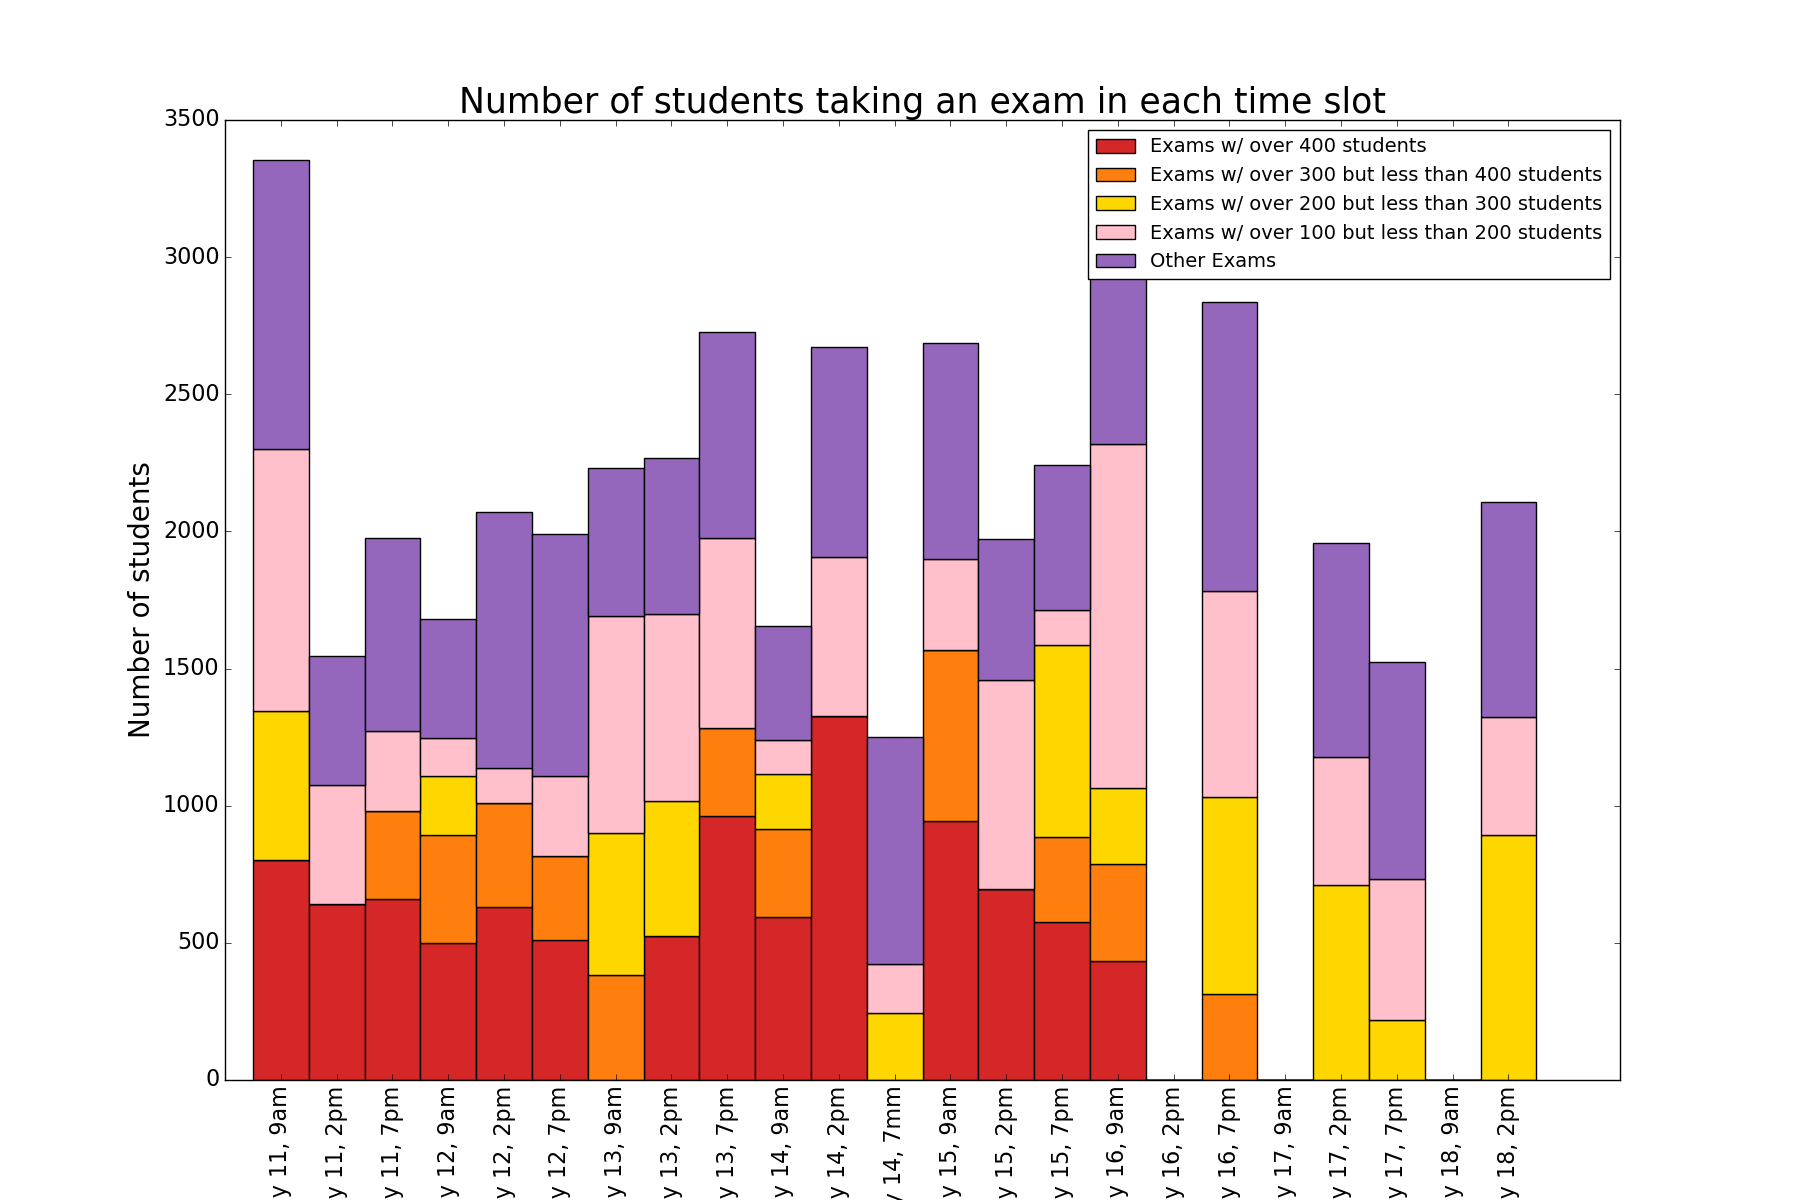 Number of students taking an exam in each time slot
Exams w/ over 400 students
Exams w/ over 300 but less than 400 students
Exams w/ over 200 but less than 300 students
Exams w/ over 100 but less than 200 students
Other Exams
Number of students
3500
3000
2500
2000
1500
1000
500
0
y 11, 9am
y 11, 2pm
y 11, 7pm
y 12, 9am
y 12, 2pm
y 12, 7pm
y 13, 9am
y 13, 2pm
y 13, 7pm
y 14, 9am
y 14, 2pm
y 14, 7mm
y 15, 9am
y 15, 2pm
y 15, 7pm
y 16, 9am
y 16, 2pm
y 16, 7pm
y 17, 9am
y 17, 2pm
y 17, 7pm
y 18, 9am
y 18, 2pm